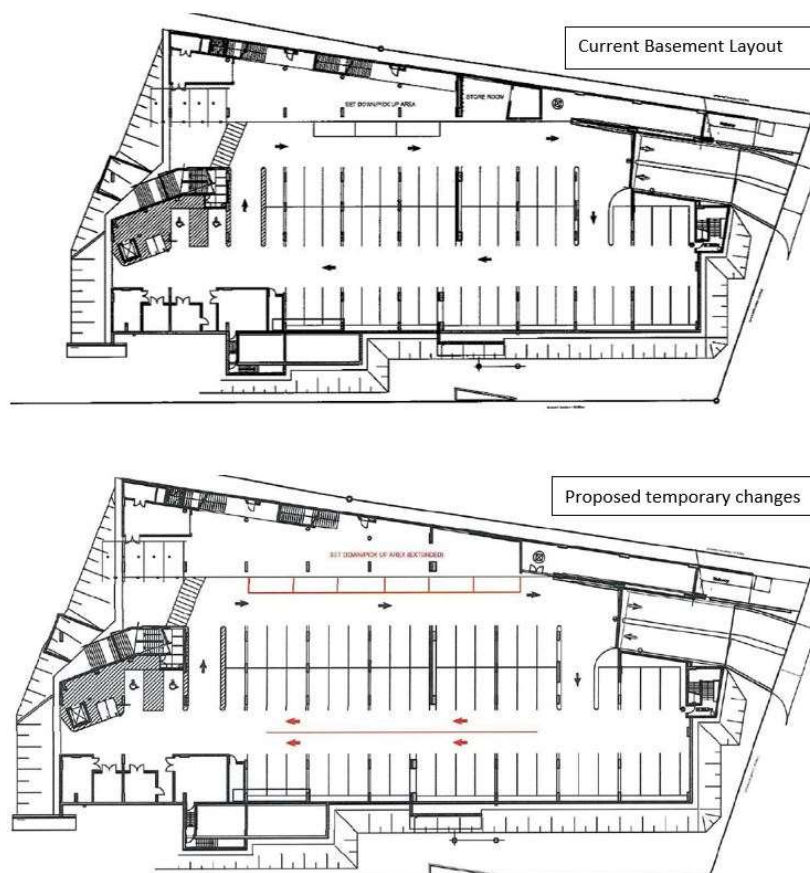 Current Basement Layout
SET DOWN/PICK UP AREA
STORE ROOM
Proposed temporary changes
SET DOWN/PICK UP AREA (EXTENDED)